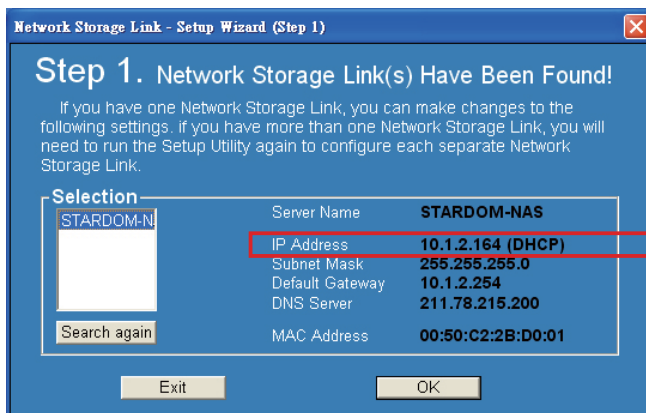 Network Storage Link - Setup Wizard (Step 1)
Step 1. Network Storage Link(s) Have Been Found!
If you have one Network Storage Link, you can make changes to the
following settings. if you have more than one Network Storage Link, you will
need to run the Setup Utility again to configure each separate Network
Storage Link.
Selection
STARDOM-N
Server Name STARDOM-NAS
IP Address 10.1.2.164 (DHCP)
Subnet Mask 255.255.255.0
Default Gateway 10.1.2.254
DNS Server 211.78.215.200
Search again
MAC Address 00:50:C2:2B:D0:01
Exit OK